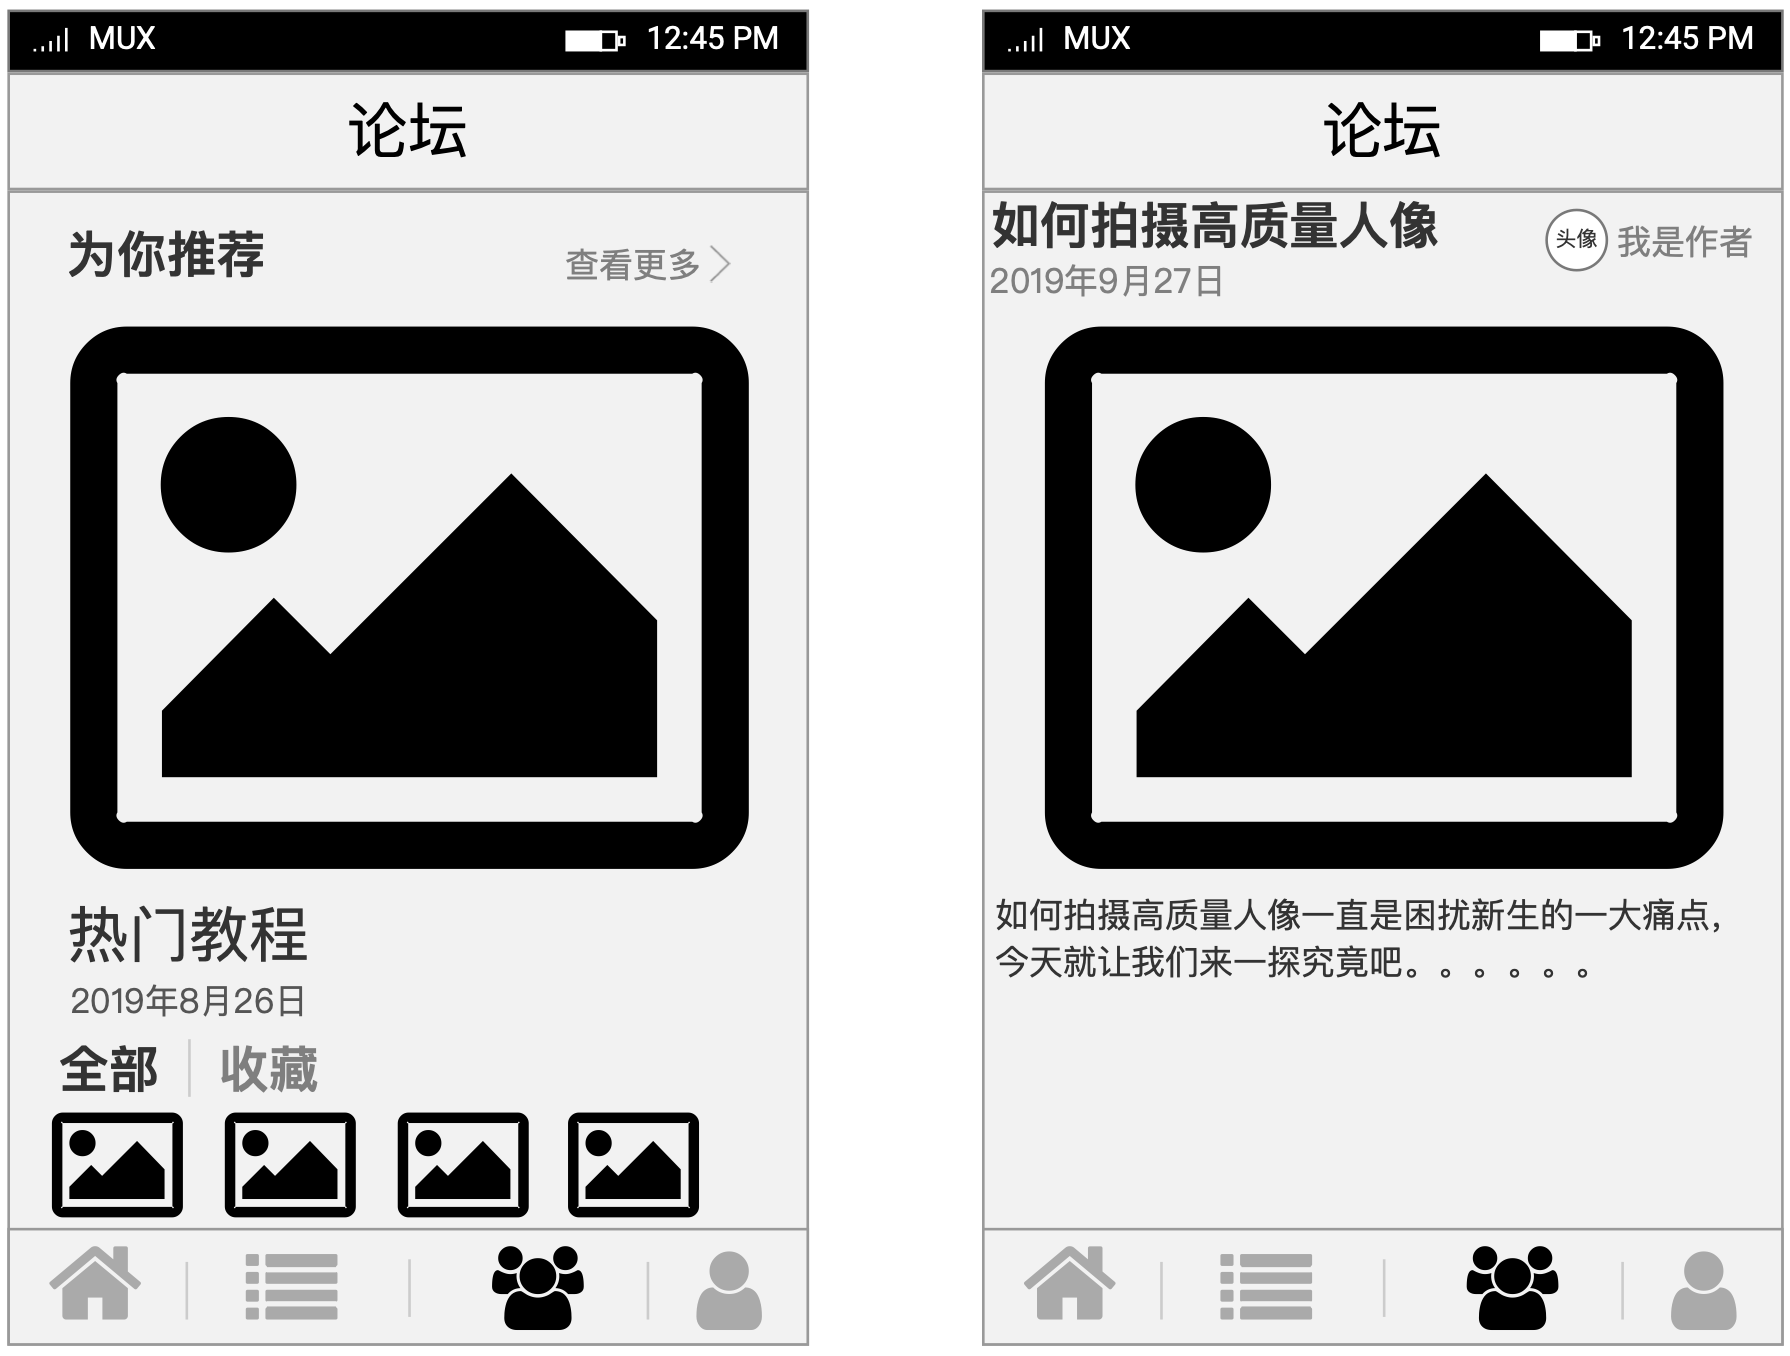 MUX 12:45 PM
论坛
为你推荐 查看更多
热门教程
2019年8月26日
全部 收藏
MUX 12:45 PM
论坛
如何拍摄高质量人像 头像 我是作者
2019年9月27日
如何拍摄高质量人像一直是困扰新生的一大痛点，
今天就让我们来一探究竟吧。。。。。。